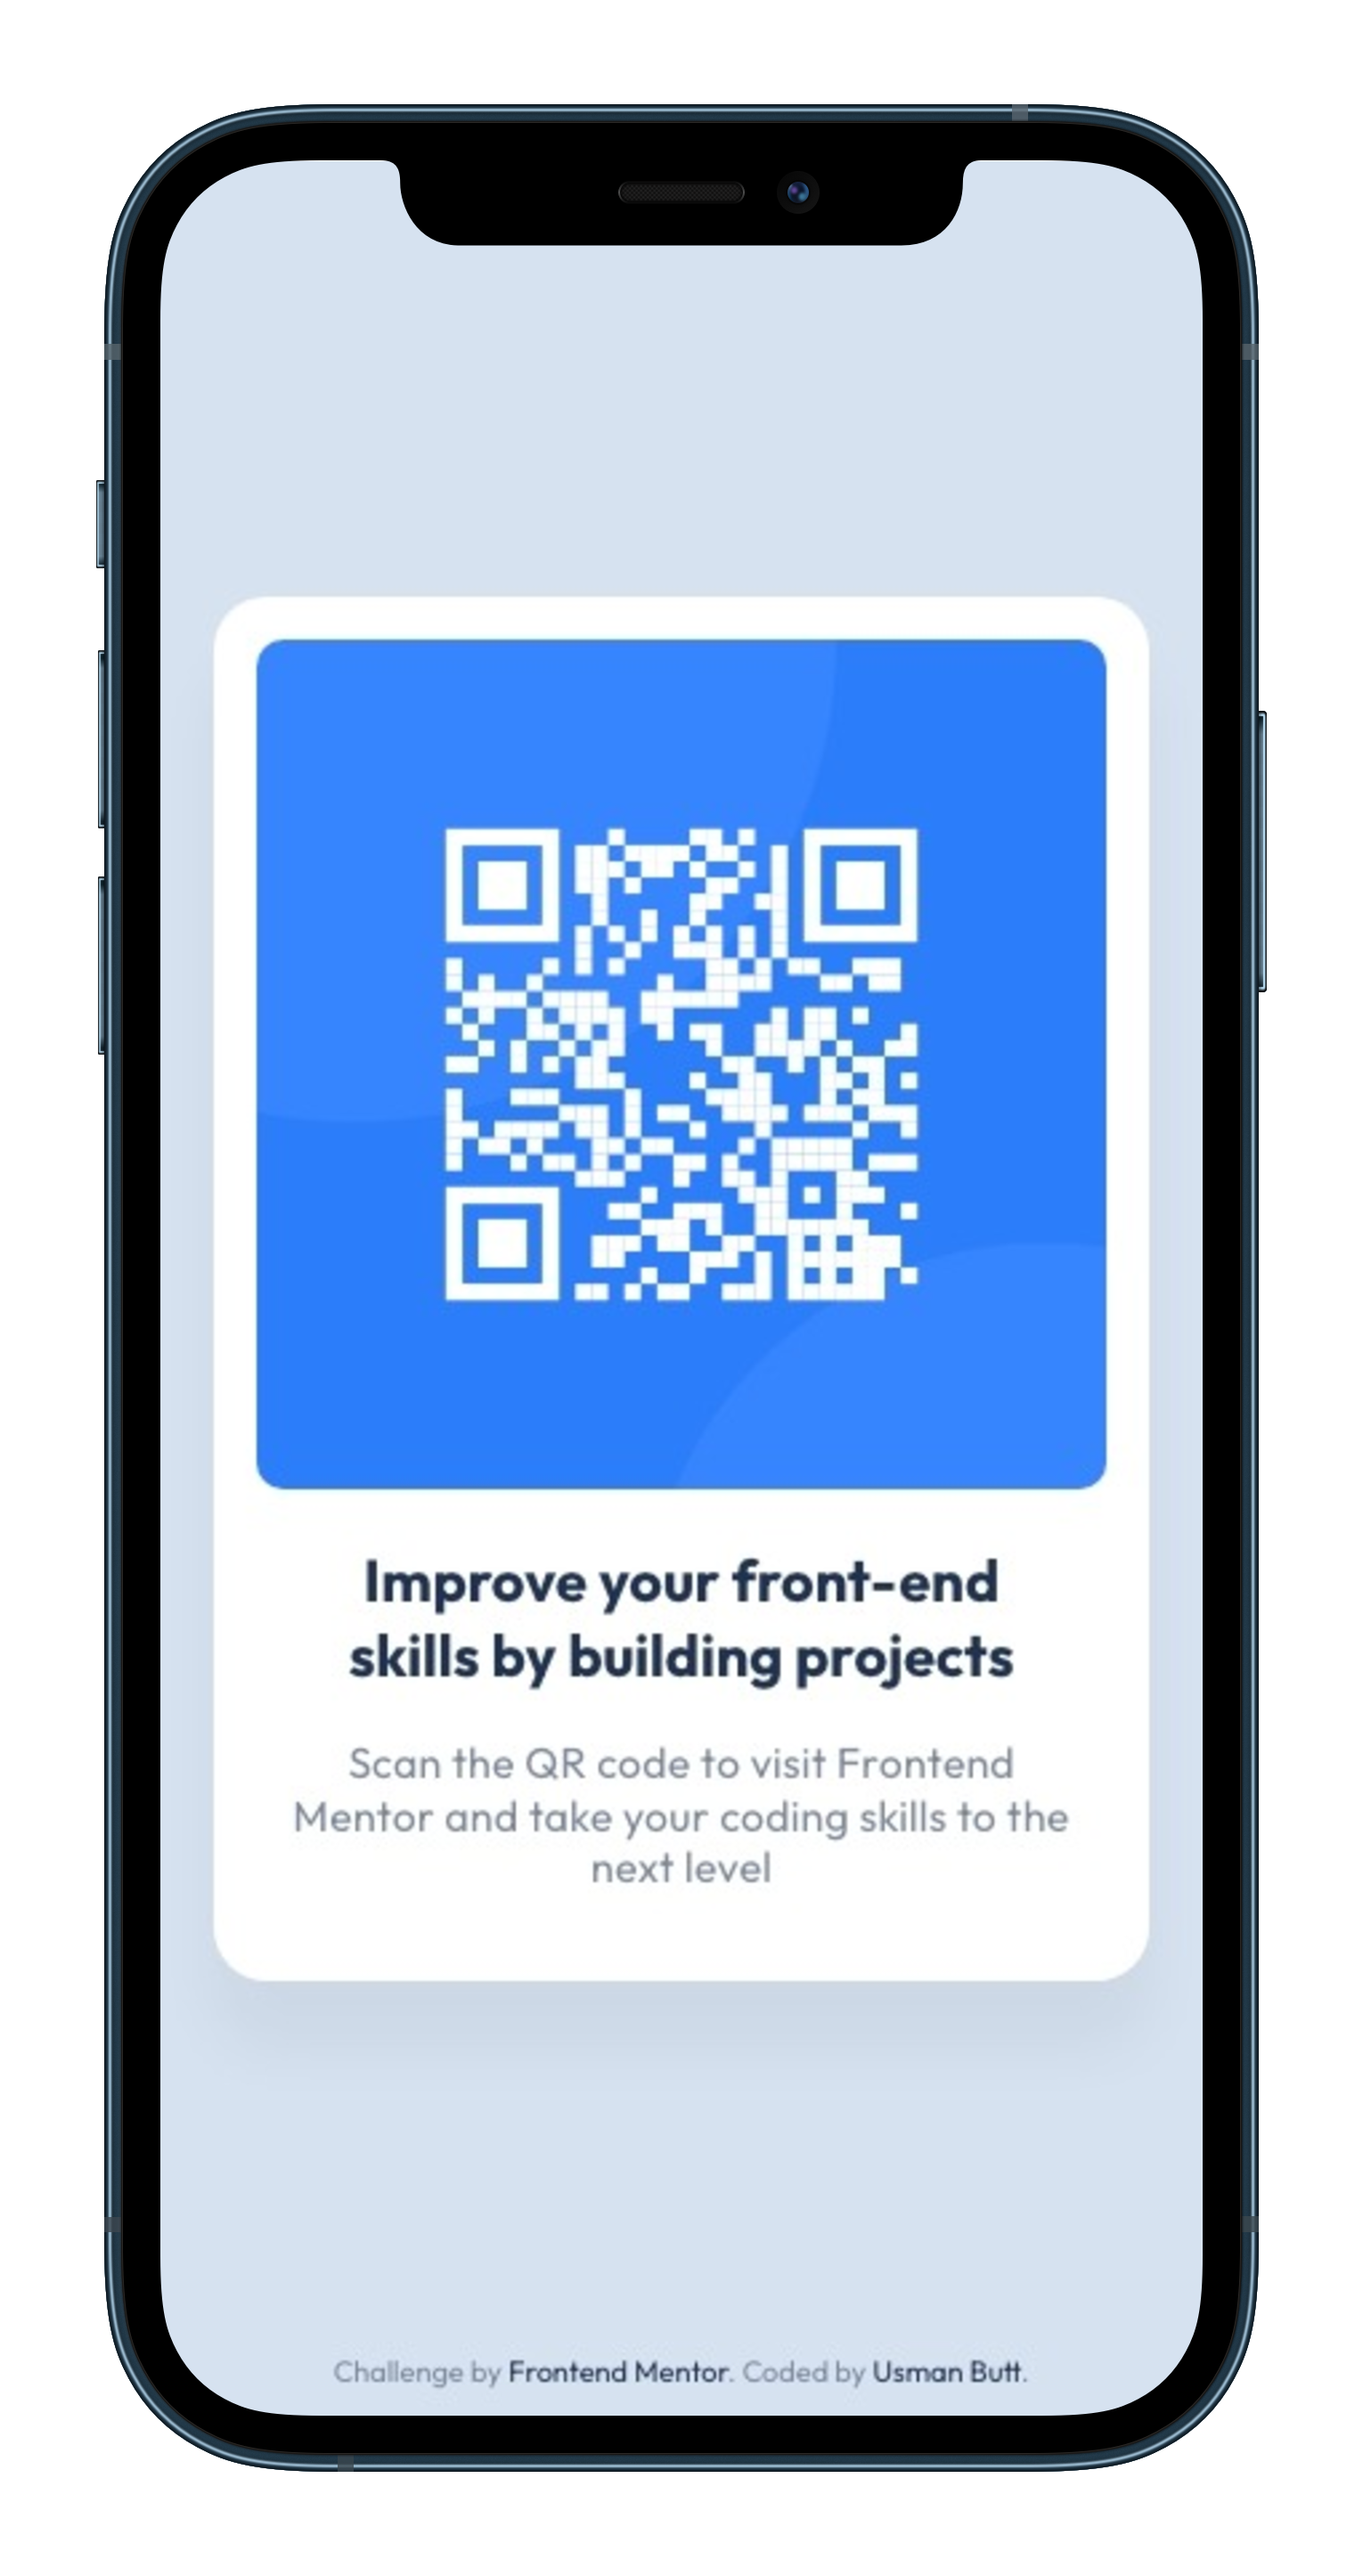 Improve your front-end
skills by building projects
Scan the QR code to visit Frontend
Mentor and take your coding skills to the
next level
Challenge by Frontend Mentor. Coded by Usman Butt.